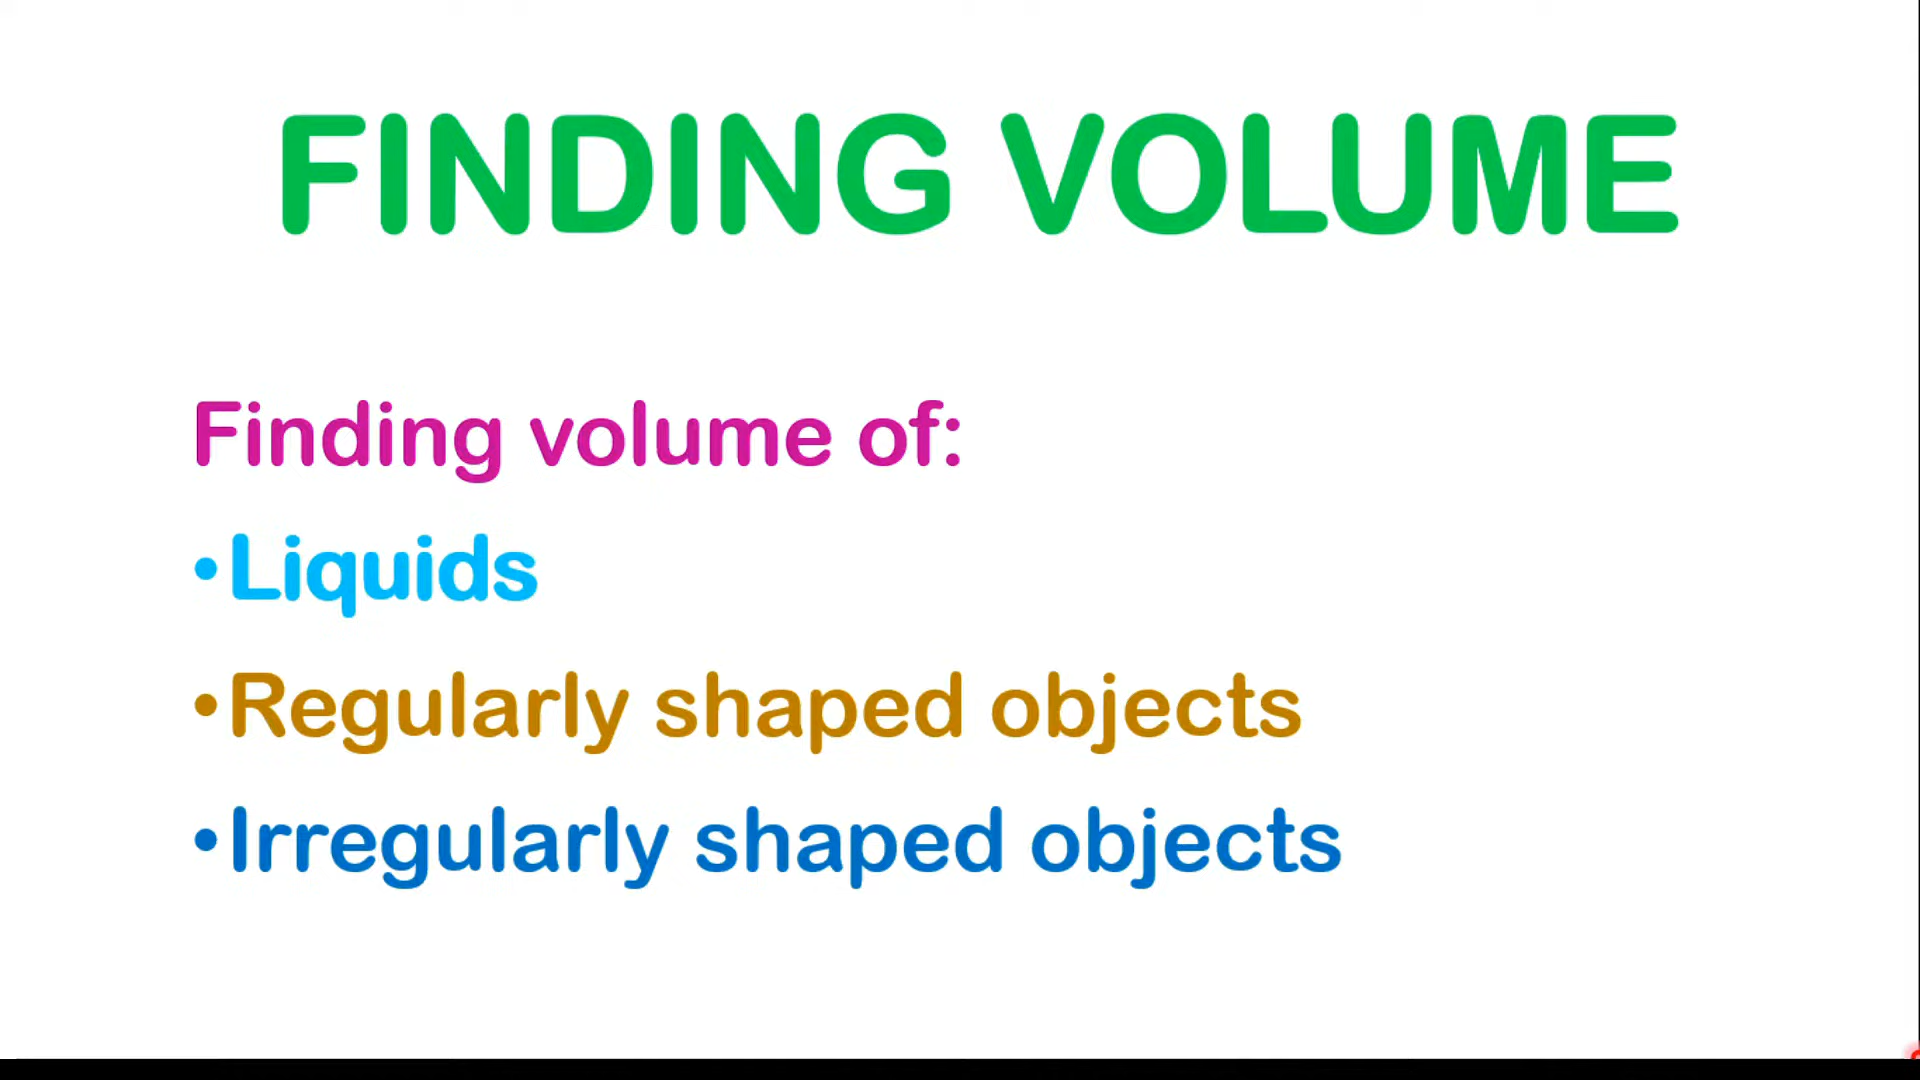 FINDING VOLUME
Finding volume of:
•Liquids
•Regularly shaped objects
•Irregularly shaped objects